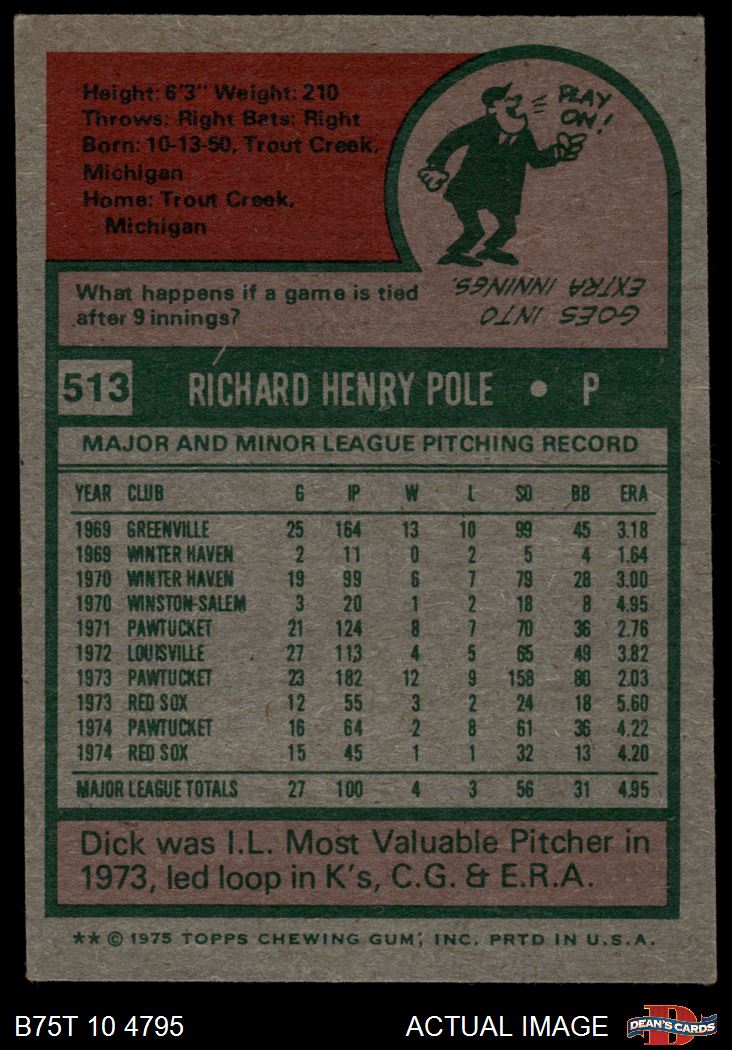 Height: 6'3" Weight: 210
Throws: Right Bats: Right
Born: 10-13-50, Trout Creek,
Michigan
Home: Trout Creek,
Michigan
PLAY
ON!
What happens if a game is tied
after 9 innings?
GOES INTO
EXTRA INNINGS.
513 RICHARD HENRY POLE • P
MAJOR AND MINOR LEAGUE PITCHING RECORD
YEAR CLUB G IP W L SO BB ERA
1969 GREENVILLE 25 164 13 10 99 45 3.18
1969 WINTER HAVEN 2 11 0 2 5 4 1.64
1970 WINTER HAVEN 19 99 6 7 79 28 3.00
1970 WINSTON-SALEM 3 20 1 2 18 8 4.95
1971 PAWTUCKET 21 124 8 7 70 36 2.76
1972 LOUISVILLE 27 113 4 5 65 49 3.82
1973 PAWTUCKET 23 182 12 9 158 80 2.03
1973 RED SOX 12 55 3 2 24 18 5.60
1974 PAWTUCKET 16 64 2 8 61 36 4.22
1974 RED SOX 15 45 1 1 32 13 4.20
MAJOR LEAGUE TOTALS 27 100 4 3 56 31 4.95
Dick was I.L. Most Valuable Pitcher in
1973, led loop in K's, C.G. & E.R.A.
** © 1975 TOPPS CHEWING GUM, INC. PRTD IN U.S.A.
B75T 10 4795 ACTUAL IMAGE D DEAN'S CARDS